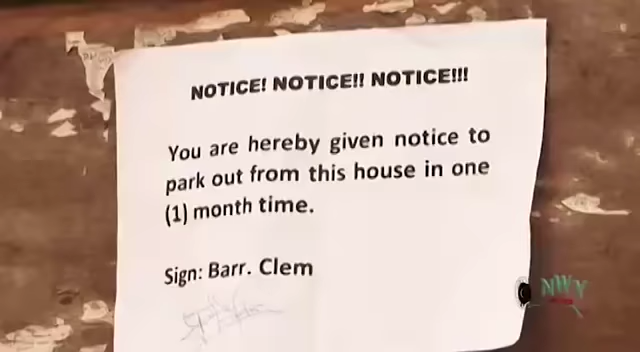 NOTICE! NOTICE!! NOTICE!!!
You are hereby given notice to
park out from this house in one
(1) month time.
Sign: Barr. Clem
NWY